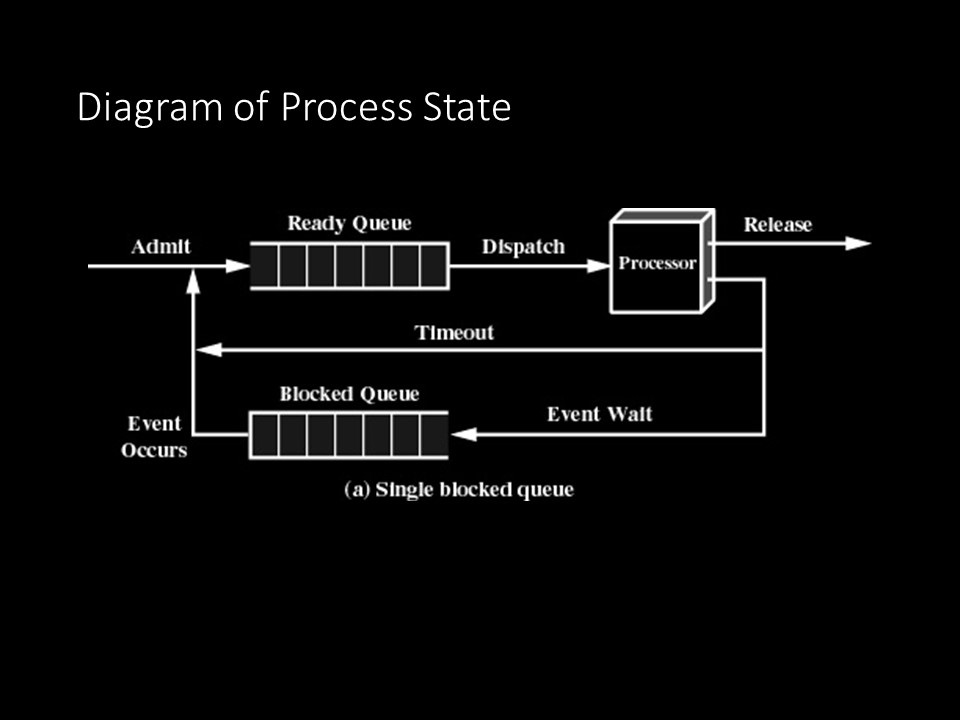 Diagram of Process State
Ready Queue
Admit
Dispatch
Processor
Release
Timeout
Blocked Queue
Event Wait
Event
Occurs
(a) Single blocked queue